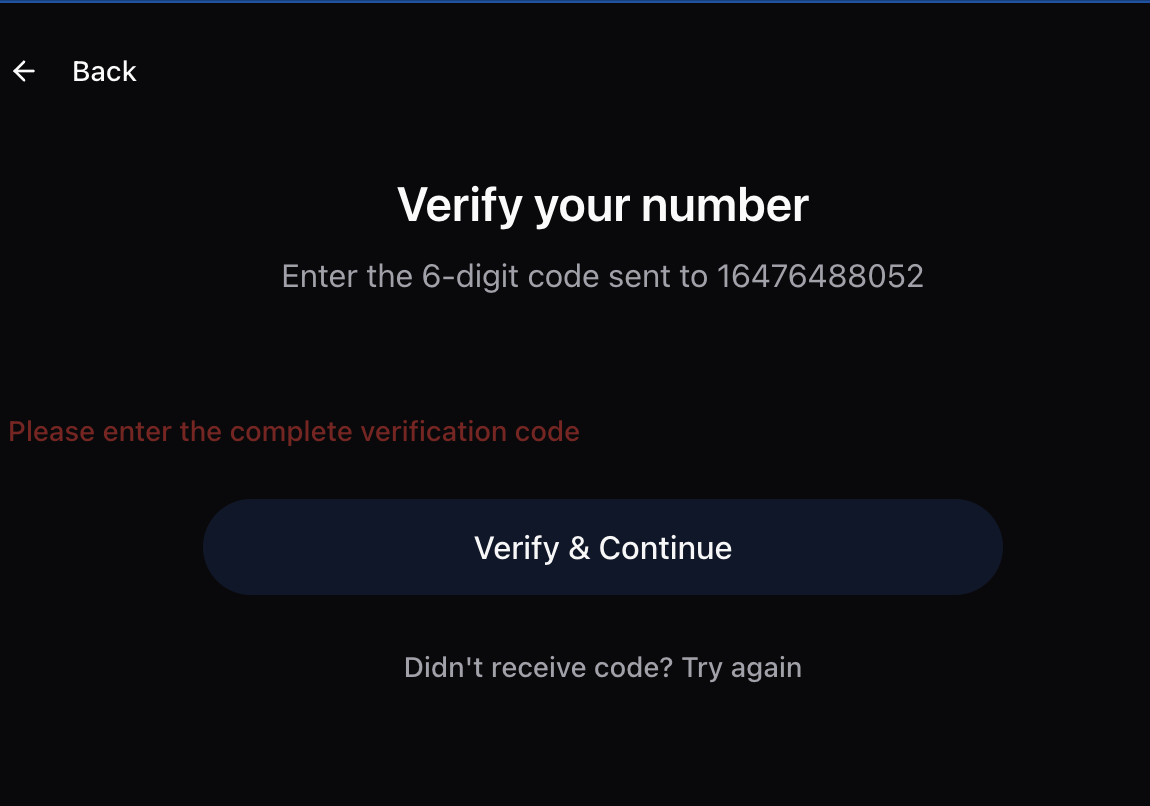 Back
Verify your number
Enter the 6-digit code sent to 16476488052
Please enter the complete verification code
Verify & Continue
Didn't receive code? Try again